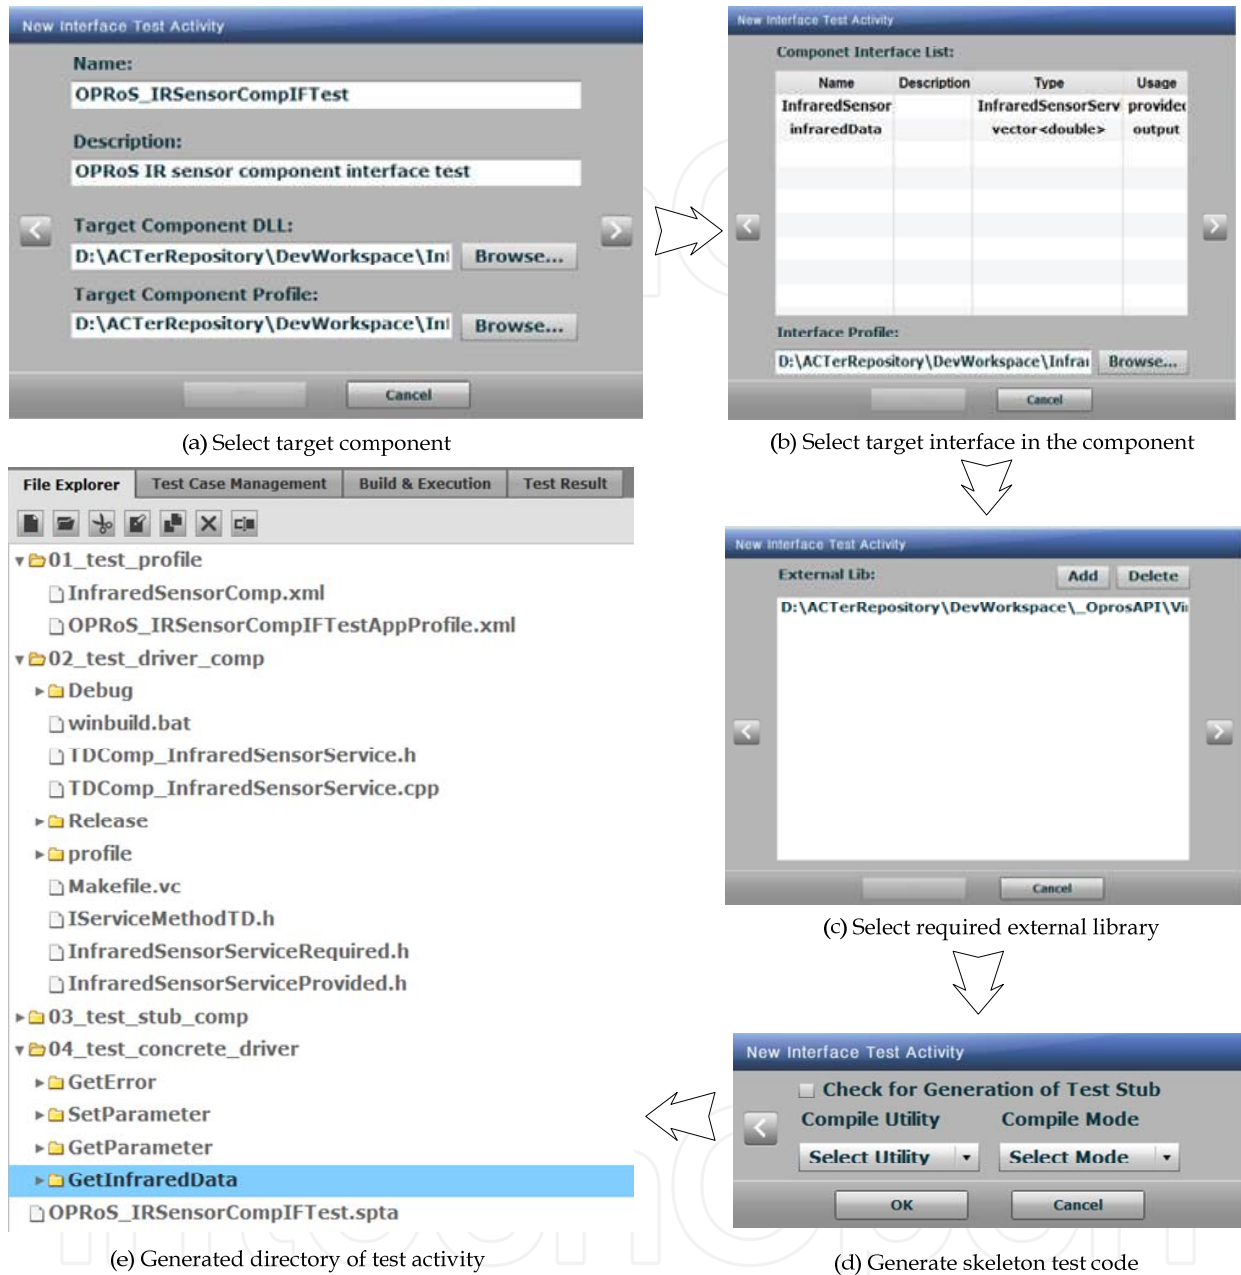 New Interface Test Activity
Name:
OPRoS_IRSensorCompIFTest
Description:
OPRoS IR sensor component interface test
Target Component DLL:
D:\ACTerRepository\DevWorkspace\Inf
Browse...
Target Component Profile:
D:\ACTerRepository\DevWorkspace\Inf
Browse...
Cancel
(a) Select target component
New Interface Test Activity
Componet Interface List:
Name Description Type Usage
InfraredSensor InfraredSensorServ provided
infraredData vector<double> output
Interface Profile:
D:\ACTerRepository\DevWorkspace\Infrar
Browse...
Cancel
(b) Select target interface in the component
New Interface Test Activity
External Lib:
Add Delete
D:\ACTerRepository\DevWorkspace\_OprosAPI\Vir
Cancel
(c) Select required external library
New Interface Test Activity
Check for Generation of Test Stub
Compile Utility Compile Mode
Select Utility Select Mode
OK Cancel
(d) Generate skeleton test code
File Explorer Test Case Management Build & Execution Test Result
01_test_profile
InfraredSensorComp.xml
OPRoS_IRSensorCompIFTestAppProfile.xml
02_test_driver_comp
Debug
winbuild.bat
TDComp_InfraredSensorService.h
TDComp_InfraredSensorService.cpp
Release
profile
Makefile.vc
IServiceMethodTD.h
InfraredSensorServiceRequired.h
InfraredSensorServiceProvided.h
03_test_stub_comp
04_test_concrete_driver
GetError
SetParameter
GetParameter
GetInfraredData
OPRoS_IRSensorCompIFTest.spta
(e) Generated directory of test activity